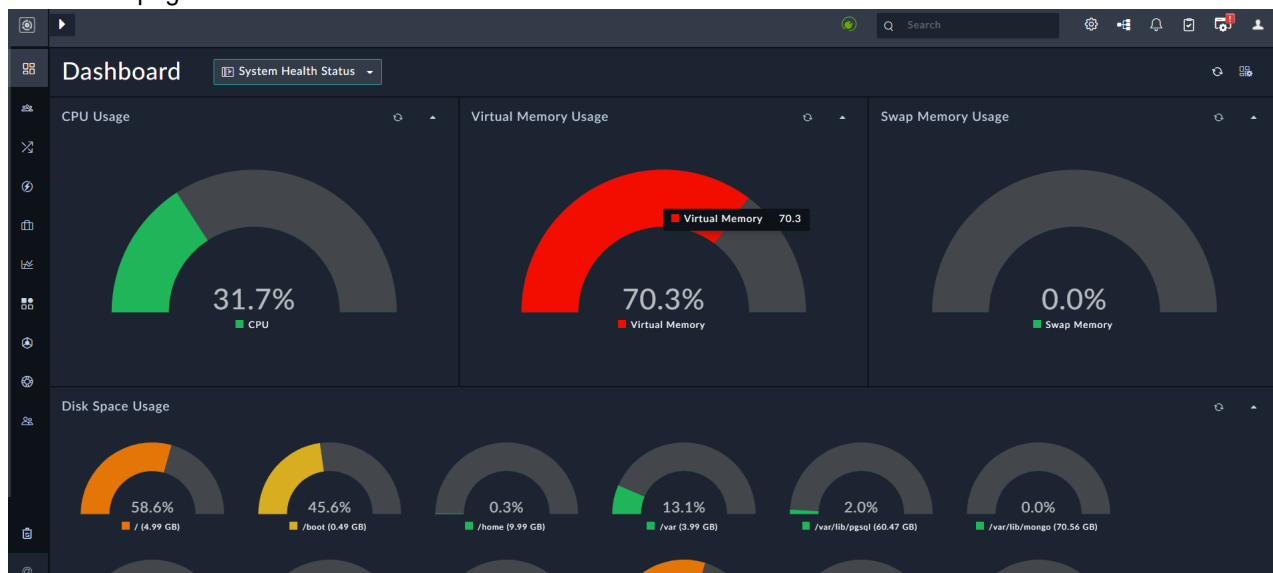 Dashboard
System Health Status
Search
!
CPU Usage
31.7%
CPU
Virtual Memory Usage
Virtual Memory 70.3
70.3%
Virtual Memory
Swap Memory Usage
0.0%
Swap Memory
Disk Space Usage
58.6%
/ (4.99 GB)
45.6%
/boot (0.49 GB)
0.3%
/home (9.99 GB)
13.1%
/var (3.99 GB)
2.0%
/var/lib/pgsql (60.47 GB)
0.0%
/var/lib/mongo (70.56 GB)